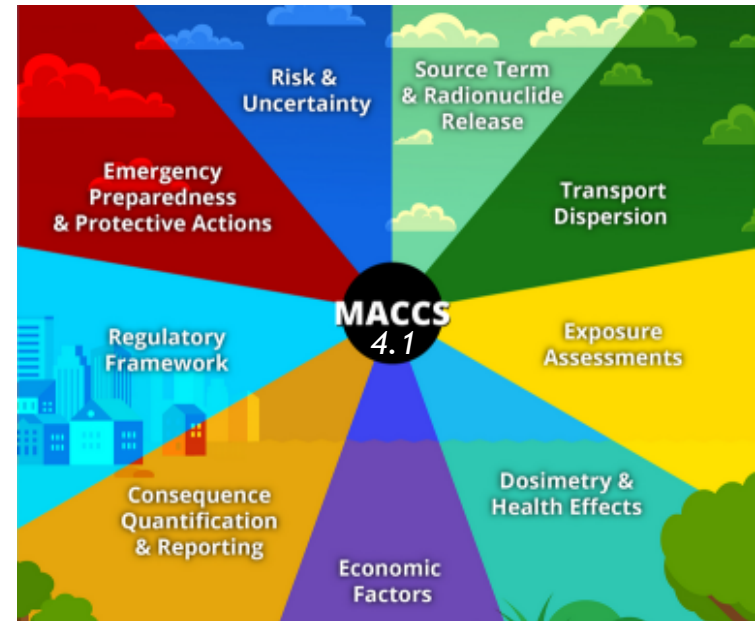 Risk &
Uncertainty
Source Term
& Radionuclide
Release
Emergency
Preparedness
& Protective Actions
Transport
Dispersion
MACCS
4.1
Regulatory
Framework
Exposure
Assessments
Consequence
Quantification
& Reporting
Dosimetry &
Health Effects
Economic
Factors